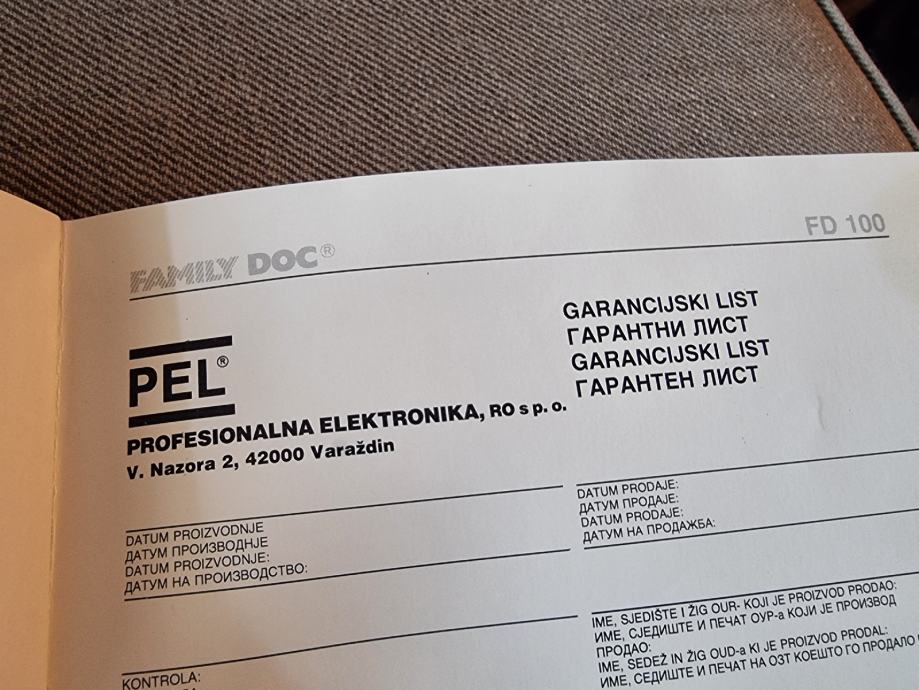 FAMILY DOC®
FD 100
PEL®
PROFESIONALNA ELEKTRONIKA, RO s p. o.
V. Nazora 2, 42000 Varaždin
GARANCIJSKI LIST
ГАРАНТНИ ЛИСТ
GARANCIJSKI LIST
ГАРАНТЕН ЛИСТ
DATUM PROIZVODNJE
ДАТУМ ПРОИЗВОДЊЕ
DATUM PROIZVODNJE:
ДАТУМ НА ПРОИЗВОДСТВО:
DATUM PRODAJE:
ДАТУМ ПРОДАЈЕ:
DATUM PRODAJE:
ДАТУМ НА ПРОДАЖБА:
KONTROLA:
IME, SJEDIŠTE I ŽIG OUR- KOJI JE PROIZVOD PRODAO:
ИМЕ, СЈЕДИШТЕ И ПЕЧАТ ОУР-а КОЈИ ЈЕ ПРОИЗВОД
ПРОДАО:
IME, SEDEŽ IN ŽIG OUD-a KI JE PROIZVOD PRODAL:
ИМЕ, СЕДИШТЕ И ПЕЧАТ НА ОЗТ КОЕШТО ГО ПРОДАЛО